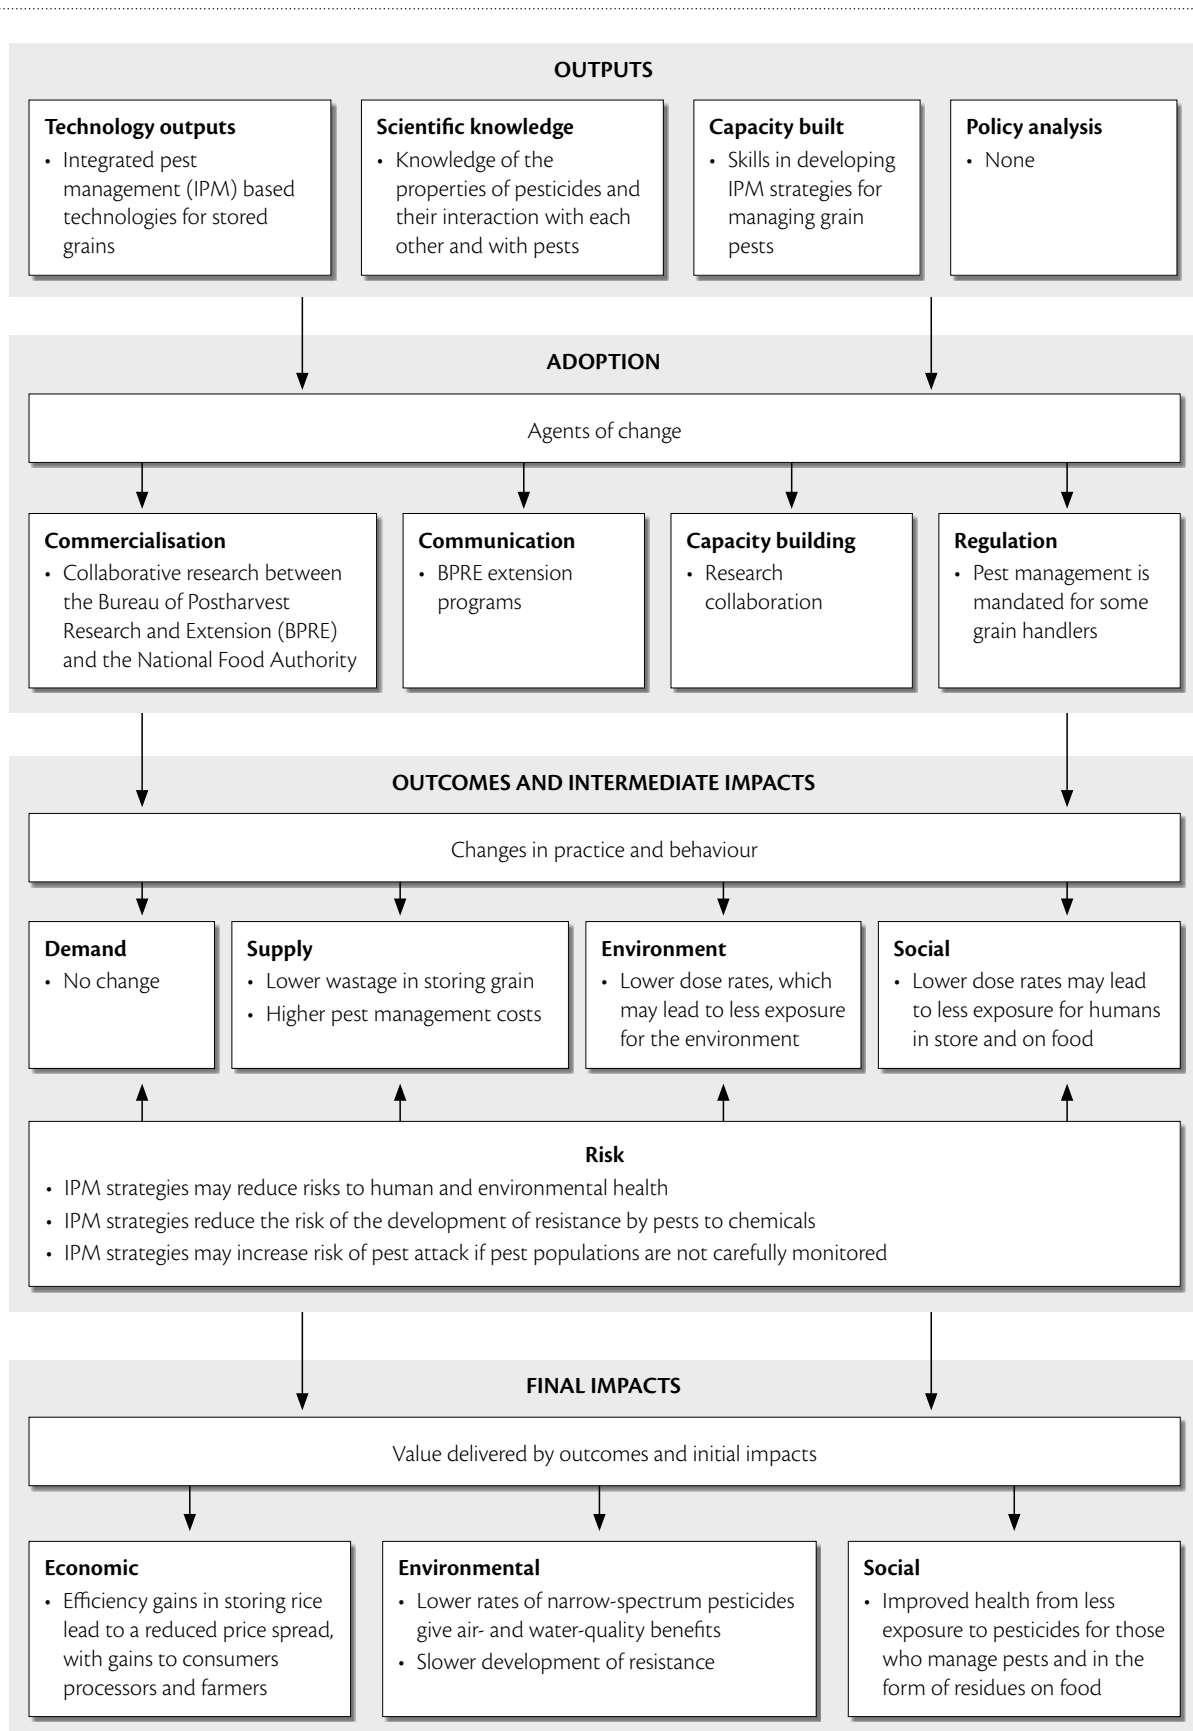 OUTPUTS
Technology outputs
• Integrated pest
management (IPM) based
technologies for stored
grains
Scientific knowledge
• Knowledge of the
properties of pesticides and
their interaction with each
other and with pests
Capacity built
• Skills in developing
IPM strategies for
managing grain
pests
Policy analysis
• None
ADOPTION
Agents of change
Commercialisation
• Collaborative research between
the Bureau of Postharvest
Research and Extension (BPRE)
and the National Food Authority
Communication
• BPRE extension
programs
Capacity building
• Research
collaboration
Regulation
• Pest management is
mandated for some
grain handlers
OUTCOMES AND INTERMEDIATE IMPACTS
Changes in practice and behaviour
Demand
• No change
Supply
• Lower wastage in storing grain
• Higher pest management costs
Environment
• Lower dose rates, which
may lead to less exposure
for the environment
Social
• Lower dose rates may lead
to less exposure for humans
in store and on food
Risk
• IPM strategies may reduce risks to human and environmental health
• IPM strategies reduce the risk of the development of resistance by pests to chemicals
• IPM strategies may increase risk of pest attack if pest populations are not carefully monitored
FINAL IMPACTS
Value delivered by outcomes and initial impacts
Economic
• Efficiency gains in storing rice
lead to a reduced price spread,
with gains to consumers
processors and farmers
Environmental
• Lower rates of narrow-spectrum pesticides
give air- and water-quality benefits
• Slower development of resistance
Social
• Improved health from less
exposure to pesticides for those
who manage pests and in the
form of residues on food